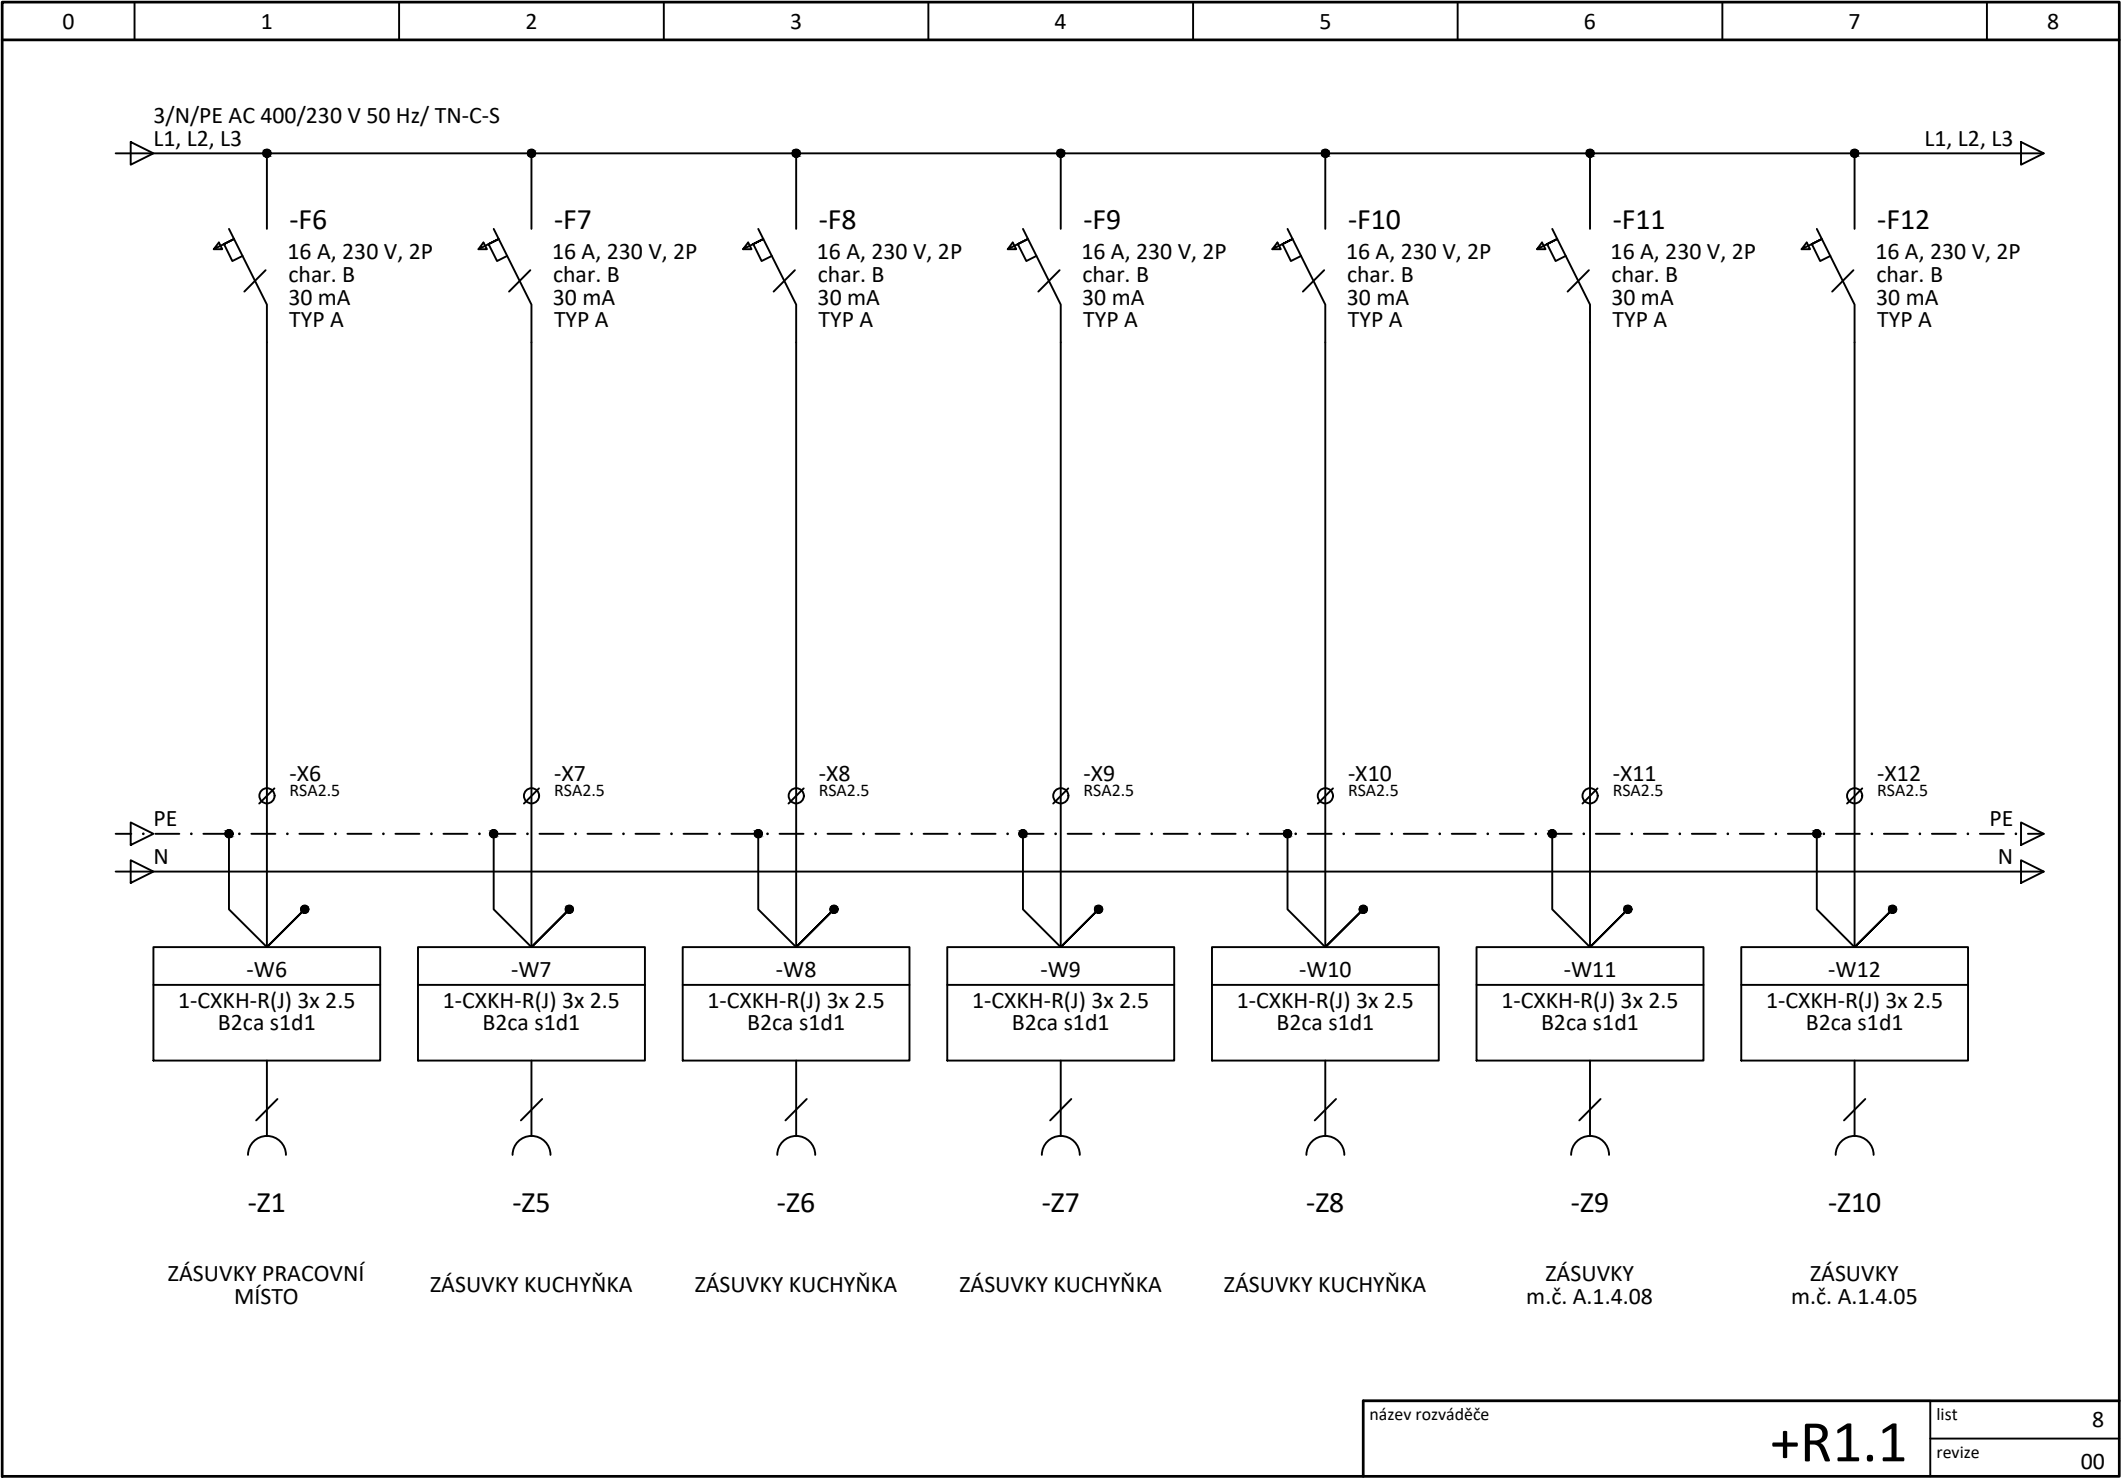 0 1 2 3 4 5 6 7 8
3/N/PE AC 400/230 V 50 Hz/ TN-C-S
L1, L2, L3
L1, L2, L3
-F6
16 A, 230 V, 2P
char. B
30 mA
TYP A
-F7
16 A, 230 V, 2P
char. B
30 mA
TYP A
-F8
16 A, 230 V, 2P
char. B
30 mA
TYP A
-F9
16 A, 230 V, 2P
char. B
30 mA
TYP A
-F10
16 A, 230 V, 2P
char. B
30 mA
TYP A
-F11
16 A, 230 V, 2P
char. B
30 mA
TYP A
-F12
16 A, 230 V, 2P
char. B
30 mA
TYP A
-X6
RSA2.5
-X7
RSA2.5
-X8
RSA2.5
-X9
RSA2.5
-X10
RSA2.5
-X11
RSA2.5
-X12
RSA2.5
PE
PE
N
N
-W6
1-CXKH-R(J) 3x 2.5
B2ca s1d1
-W7
1-CXKH-R(J) 3x 2.5
B2ca s1d1
-W8
1-CXKH-R(J) 3x 2.5
B2ca s1d1
-W9
1-CXKH-R(J) 3x 2.5
B2ca s1d1
-W10
1-CXKH-R(J) 3x 2.5
B2ca s1d1
-W11
1-CXKH-R(J) 3x 2.5
B2ca s1d1
-W12
1-CXKH-R(J) 3x 2.5
B2ca s1d1
-Z1
ZÁSUVKY PRACOVNÍ
MÍSTO
-Z5
ZÁSUVKY KUCHYŇKA
-Z6
ZÁSUVKY KUCHYŇKA
-Z7
ZÁSUVKY KUCHYŇKA
-Z8
ZÁSUVKY KUCHYŇKA
-Z9
ZÁSUVKY
m.č. A.1.4.08
-Z10
ZÁSUVKY
m.č. A.1.4.05
název rozváděče
+R1.1
list 8
revize 00